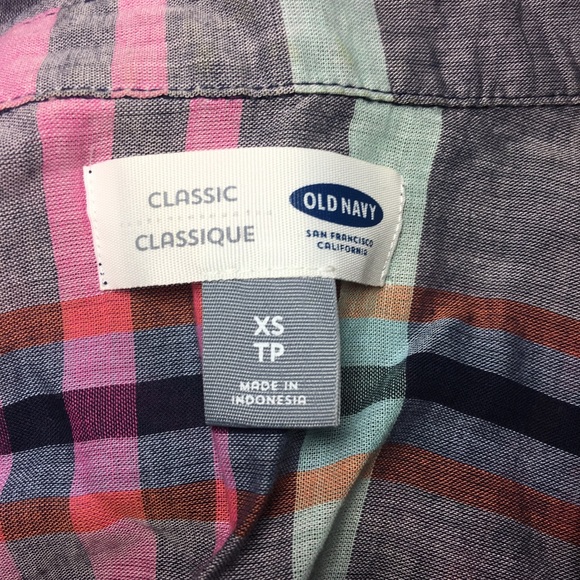 CLASSIC
CLASSIQUE
OLD NAVY
SAN FRANCISCO
CALIFORNIA
XS
TP
MADE IN
INDONESIA